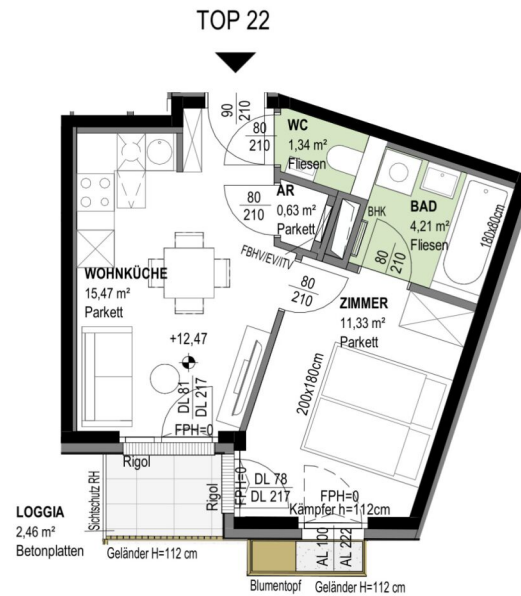 TOP 22
90
210
80
210
WC
1,34 m²
Fliesen
80
210
AR
0,63 m²
Parkett
FBHV/EV/ITV
BHK
BAD
4,21 m²
Fliesen
180x80cm
80
210
WOHNKÜCHE
15,47 m²
Parkett
80
210
ZIMMER
11,33 m²
Parkett
+12,47
200x180cm
DL 81
DL 217
FPH=0
Rigol
Sichtschutz RH
Rigol
FPH=0
DL 78
DL 217
FPH=0
Kämpfer h=112cm
AL 100
AL 222
LOGGIA
2,46 m²
Betonplatten
Geländer H=112 cm
Blumentopf
Geländer H=112 cm